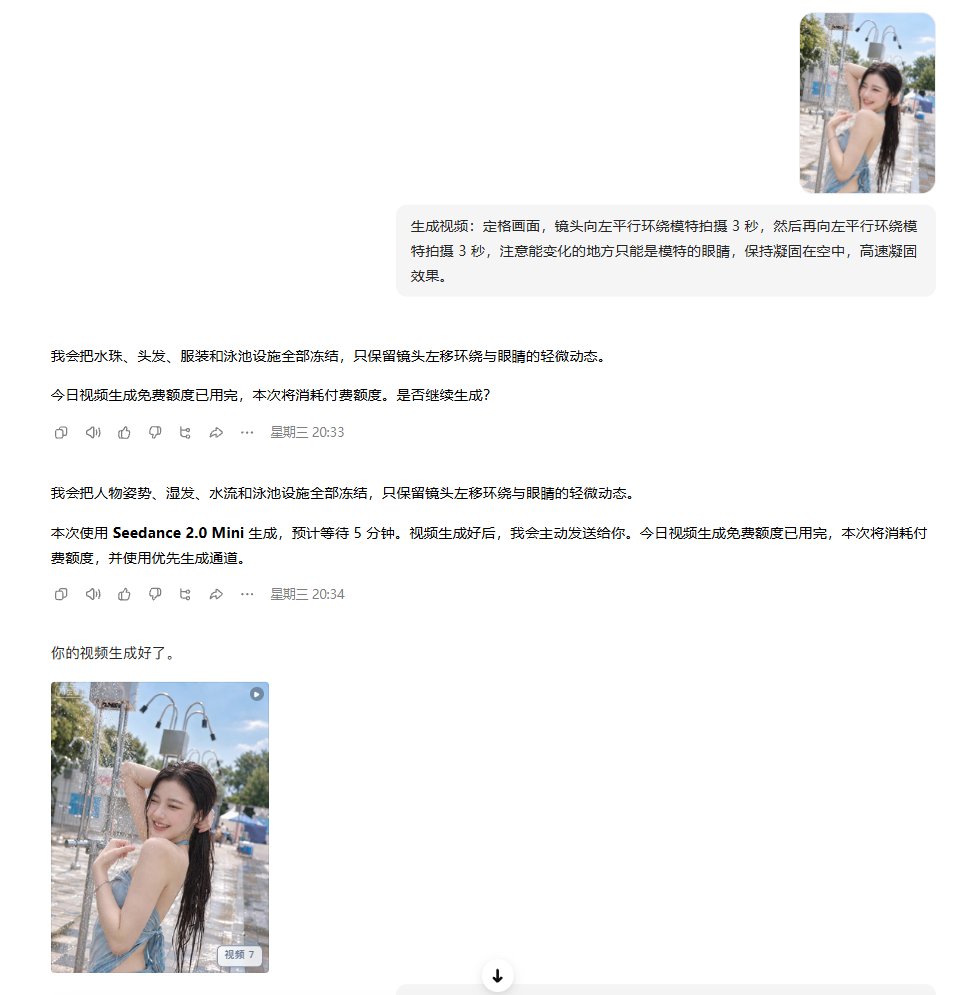 生成视频：定格画面，镜头向左平行环绕模特拍摄 3 秒，然后再向左平行环绕模
特拍摄 3 秒，注意能变化的地方只能是模特的眼睛，保持凝固在空中，高速凝固
效果。
我会把水珠、头发、服装和泳池设施全部冻结，只保留镜头左移环绕与眼睛的轻微动态。
今日视频生成免费额度已用完，本次将消耗付费额度。是否继续生成？
星期三 20:33
我会把人物姿势、湿发、水流和泳池设施全部冻结，只保留镜头左移环绕与眼睛的轻微动态。
本次使用 Seedance 2.0 Mini 生成，预计等待 5 分钟。视频生成好后，我会主动发送给你。今日视频生成免费额度已用完，本次将消耗付
费额度，并使用优先生成通道。
星期三 20:34
你的视频生成好了。
视频 7